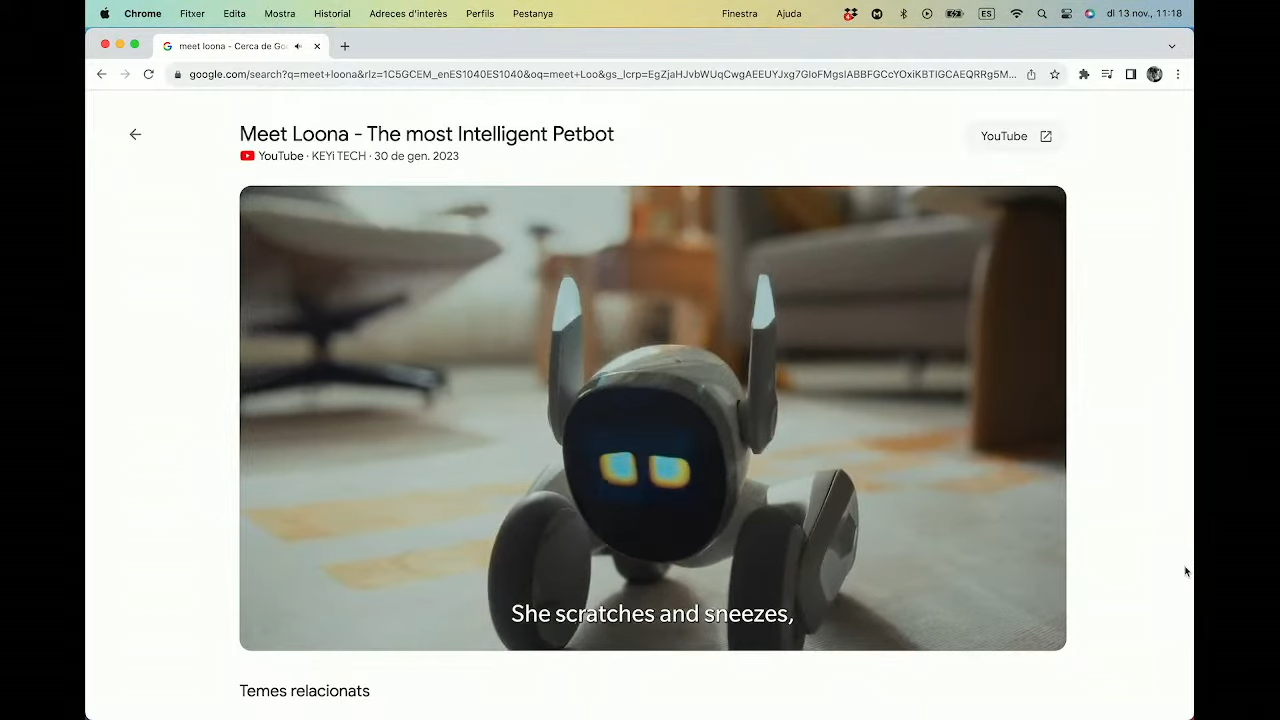 Chrome Fitxer Edita Mostra Historial Adreces d'interès Perfils Pestanya Finestra Ajuda ES dl 13 nov., 11:18
meet loona - Cerca de Goo
google.com/search?q=meet+loona&rlz=1C5GCEM_enES1040ES1040&oq=meet+Loo&gs_lcrp=EgZjaHJvbWUqCwgAEEUYJxg7GIoFMgsIABBFGCcYOxiKBTIGCAEQRRg5M...
Meet Loona - The most Intelligent Petbot
YouTube
YouTube · KEYi TECH · 30 de gen. 2023
She scratches and sneezes,
Temes relacionats